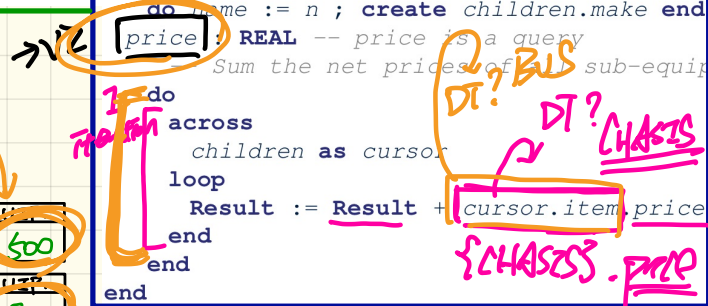 do name := n ; create children.make end
price : REAL -- price is a query
-- Sum the net prices of all sub-equip
do
across
children as cursor
loop
Result := Result + cursor.item.price
end
end
end
DT? BUS
DT? CHASIS
{CHASIS}.price
500